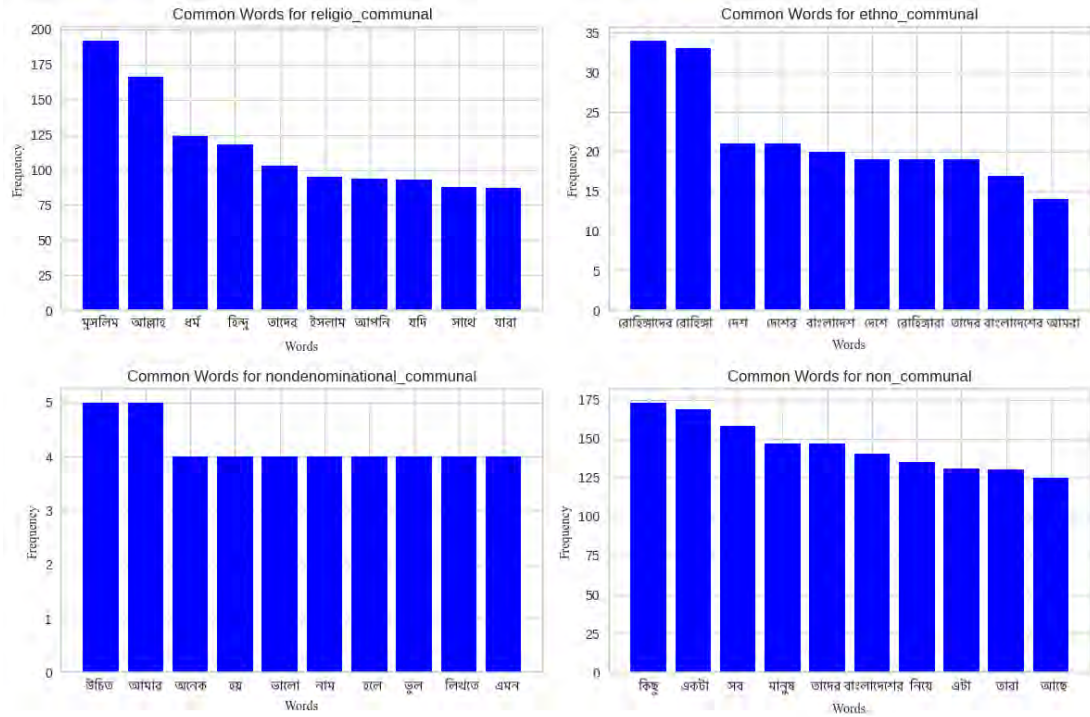 Common Words for religio_communal
200
175
150
125
100
75
50
25
0
Frequency
মুসলিম আল্লাহ ধর্ম হিন্দু তাদের ইসলাম আপনি যদি সাথে যারা
Words
Common Words for ethno_communal
35
30
25
20
15
10
5
0
Frequency
রোহিঙ্গাদের রোহিঙ্গা দেশ দেশের বাংলাদেশ দেশে রোহিঙ্গারা তাদের বাংলাদেশের আমরা
Words
Common Words for nondenominational_communal
5
4
3
2
1
0
Frequency
উচিত আমার অনেক হয় ভালো নাম হলে ভুল লিখতে এমন
Words
Common Words for non_communal
175
150
125
100
75
50
25
0
Frequency
কিছু একটা সব মানুষ তাদের বাংলাদেশের নিয়ে এটা তারা আছে
Words